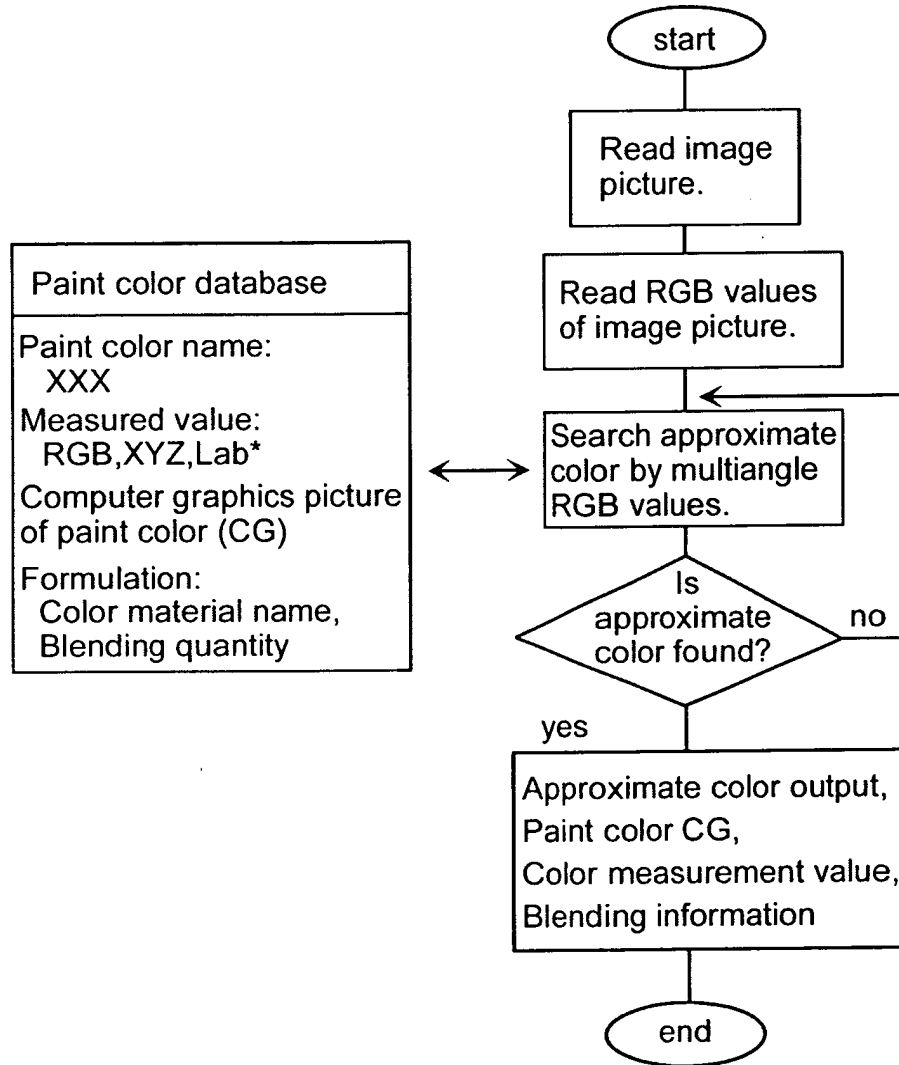 start
Read image
picture.
Read RGB values
of image picture.
Search approximate
color by multiangle
RGB values.
Is
approximate
color found?
no
yes
Approximate color output,
Paint color CG,
Color measurement value,
Blending information
end
Paint color database
Paint color name:
XXX
Measured value:
RGB,XYZ,Lab*
Computer graphics picture
of paint color (CG)
Formulation:
Color material name,
Blending quantity